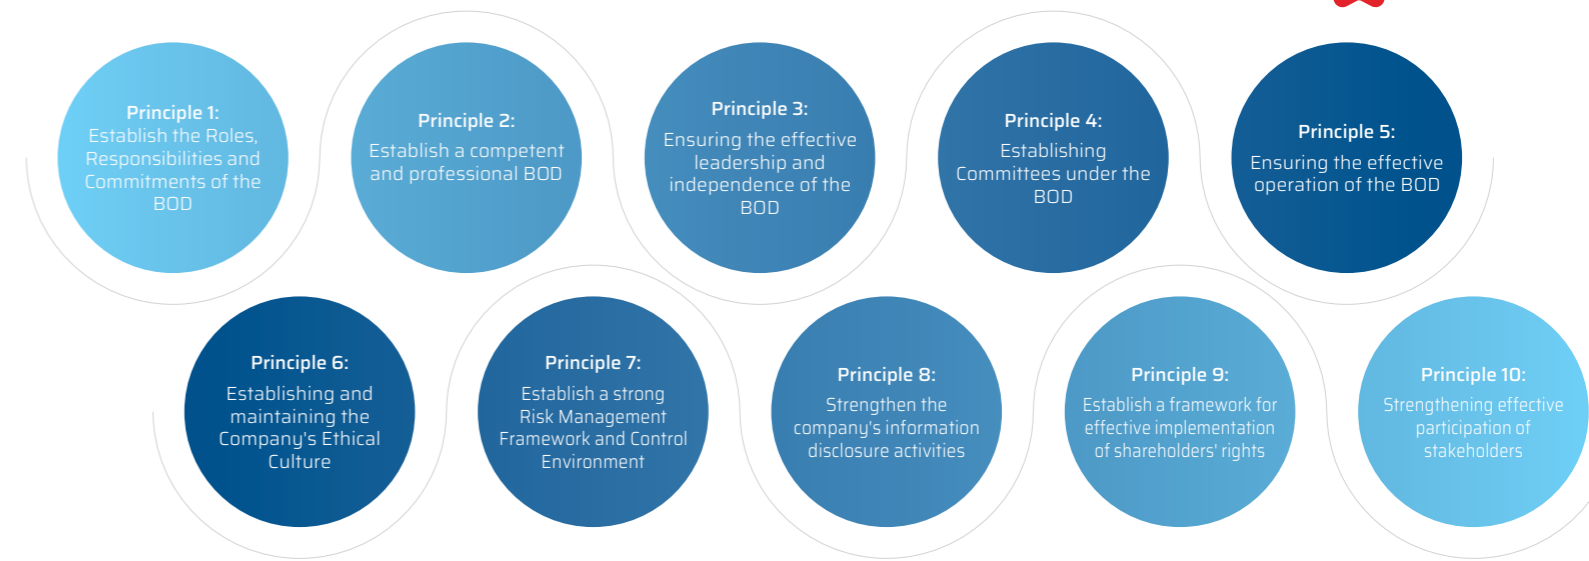 Principle 1:
Establish the Roles,
Responsibilities and
Commitments of the
BOD
Principle 2:
Establish a competent
and professional BOD
Principle 3:
Ensuring the effective
leadership and
independence of the
BOD
Principle 4:
Establishing
Committees under the
BOD
Principle 5:
Ensuring the effective
operation of the BOD
Principle 6:
Establishing and
maintaining the
Company's Ethical
Culture
Principle 7:
Establish a strong
Risk Management
Framework and Control
Environment
Principle 8:
Strengthen the
company's information
disclosure activities
Principle 9:
Establish a framework for
effective implementation
of shareholders' rights
Principle 10:
Strengthening effective
participation of
stakeholders